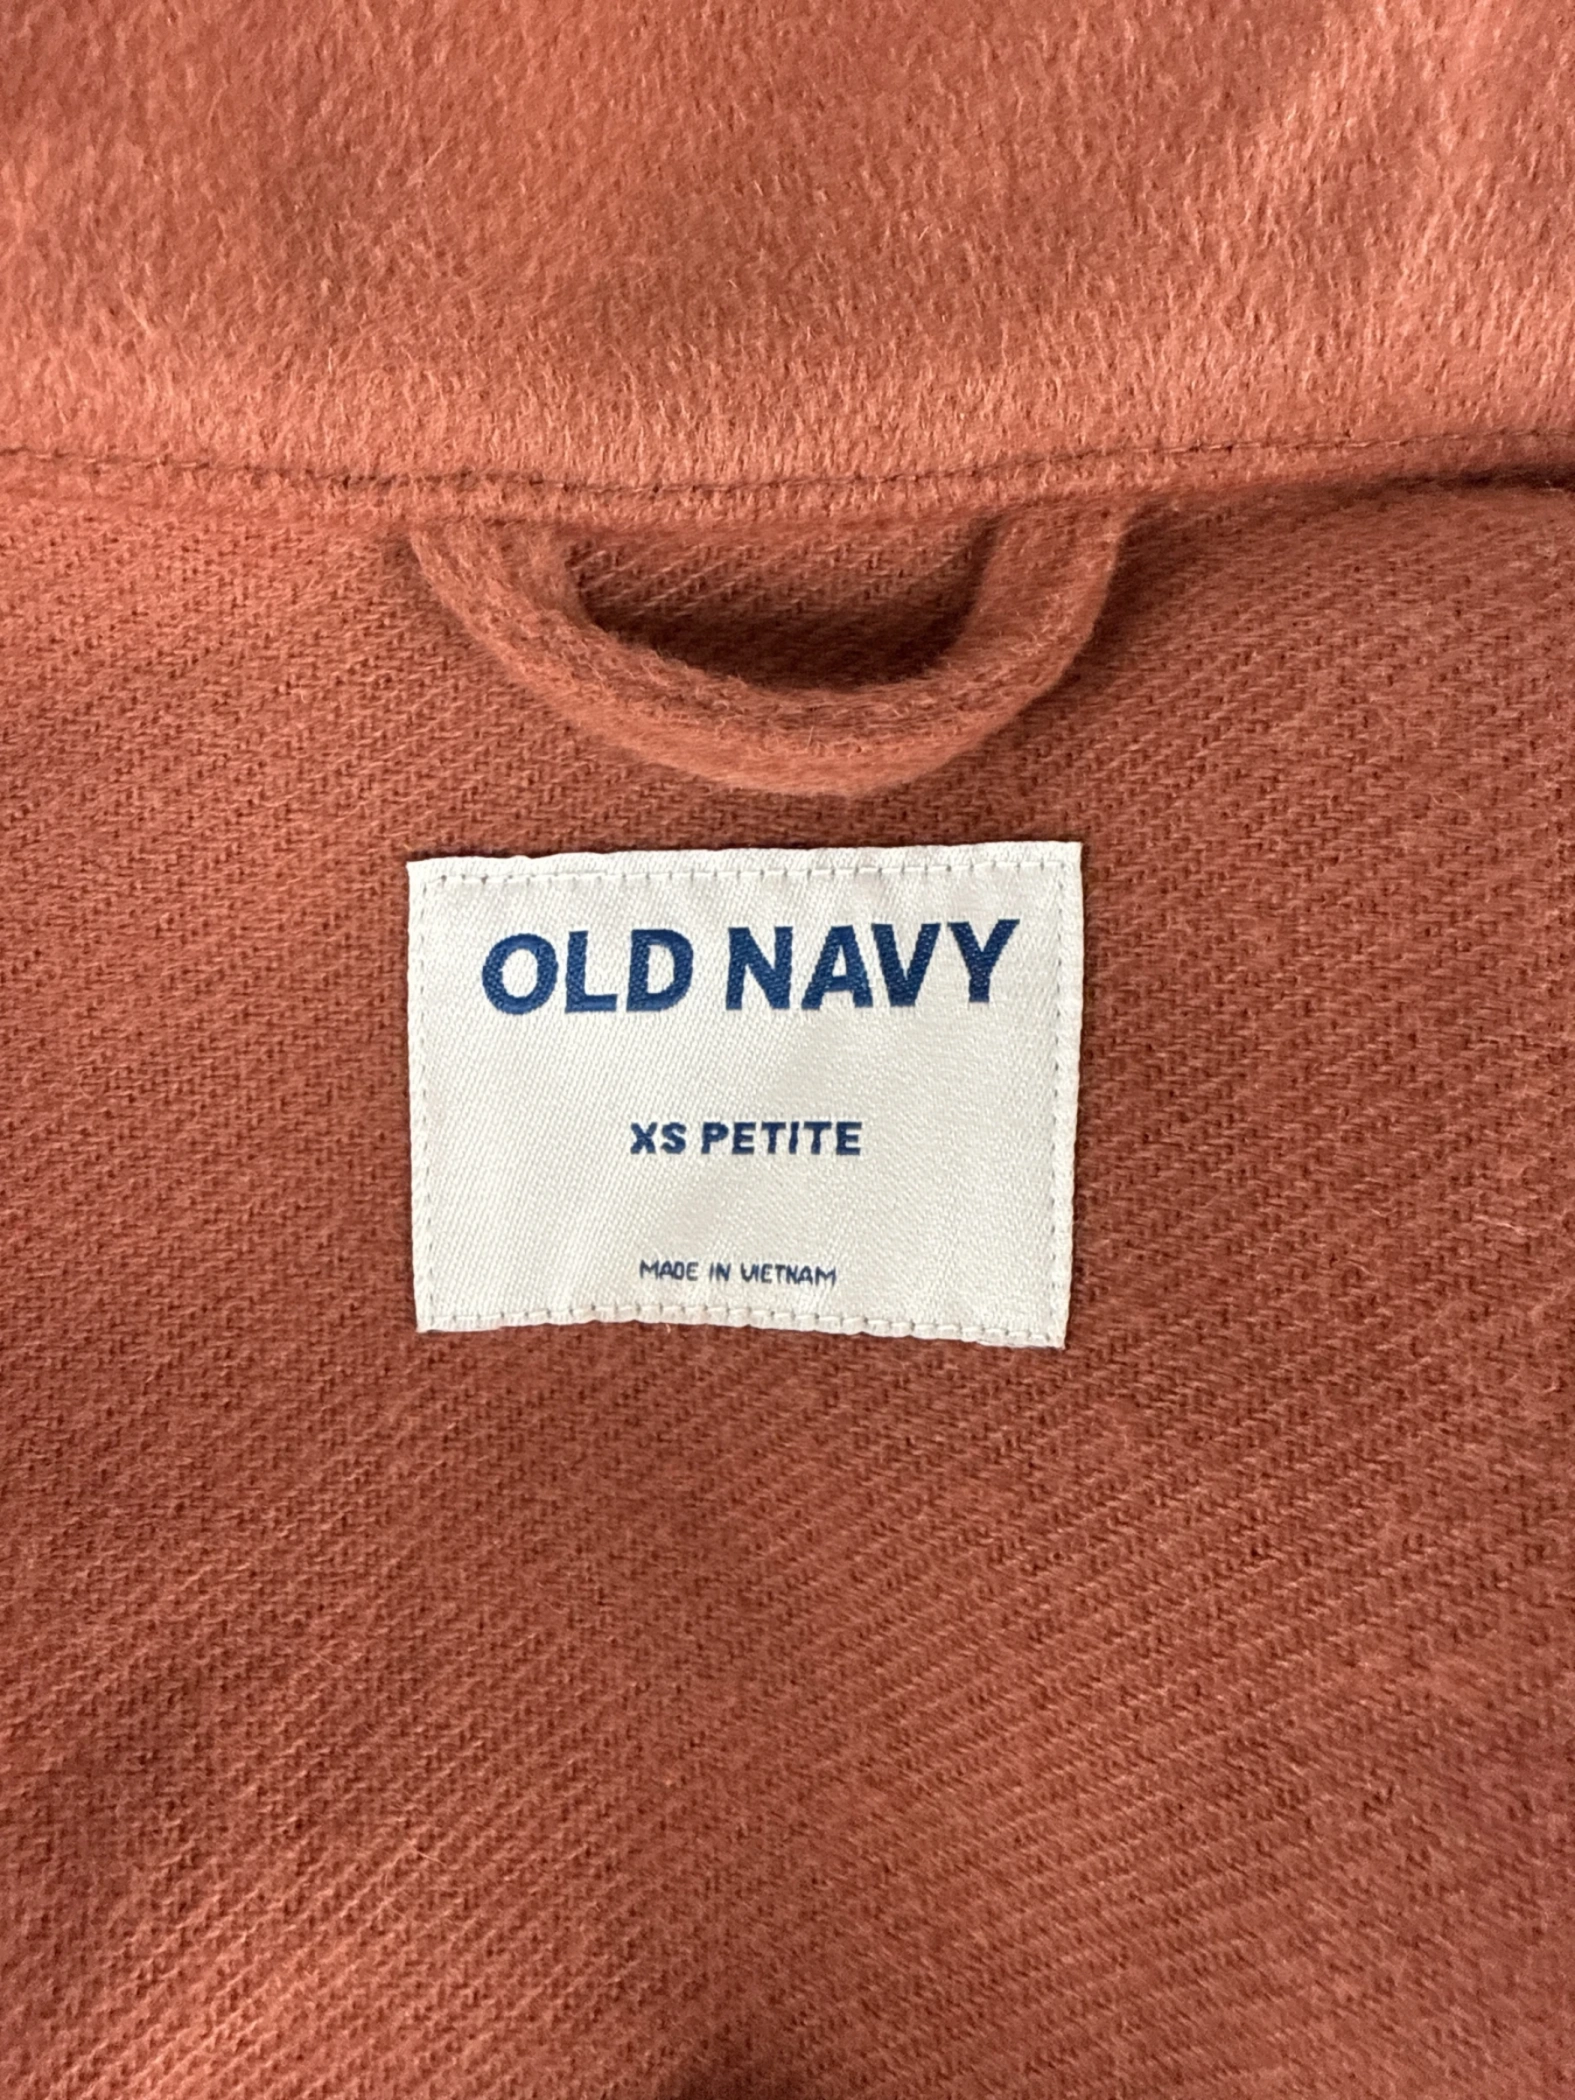 OLD NAVY
XS PETITE
MADE IN VIETNAM